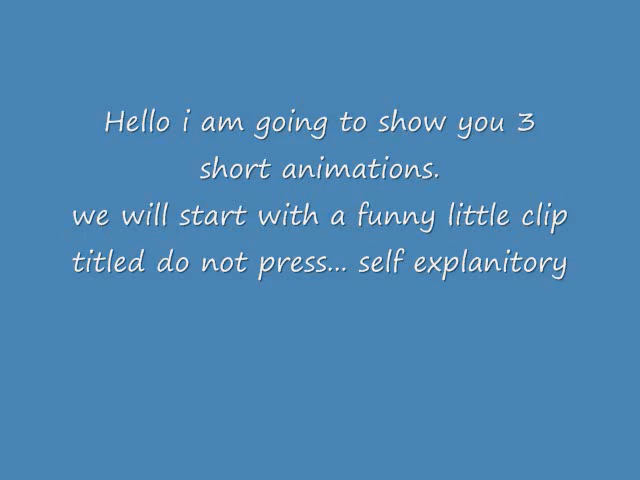 Hello i am going to show you 3
short animations.
we will start with a funny little clip
titled do not press... self explanitory